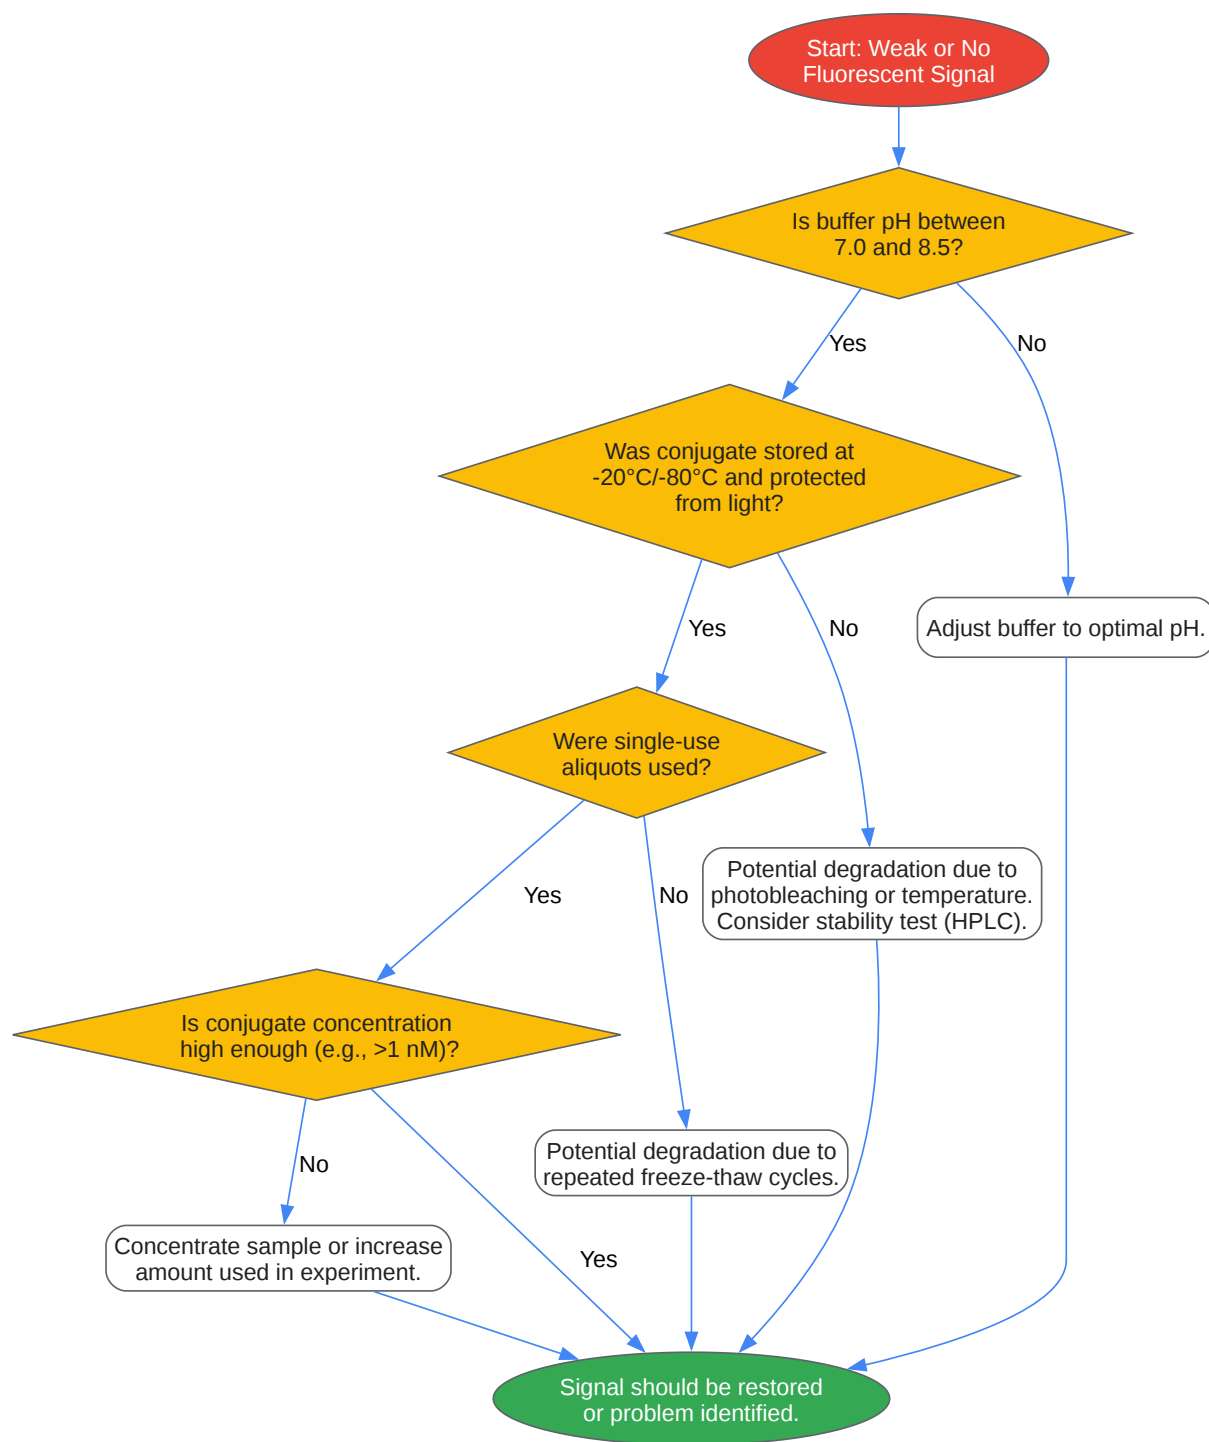 Start: Weak or No
Fluorescent Signal
Is buffer pH between
7.0 and 8.5?
Yes
No
Was conjugate stored at
-20°C/-80°C and protected
from light?
Yes
No
Adjust buffer to optimal pH.
Were single-use
aliquots used?
Yes
No
Potential degradation due to
photobleaching or temperature.
Consider stability test (HPLC).
Is conjugate concentration
high enough (e.g., >1 nM)?
No
Yes
Potential degradation due to
repeated freeze-thaw cycles.
Concentrate sample or increase
amount used in experiment.
Signal should be restored
or problem identified.